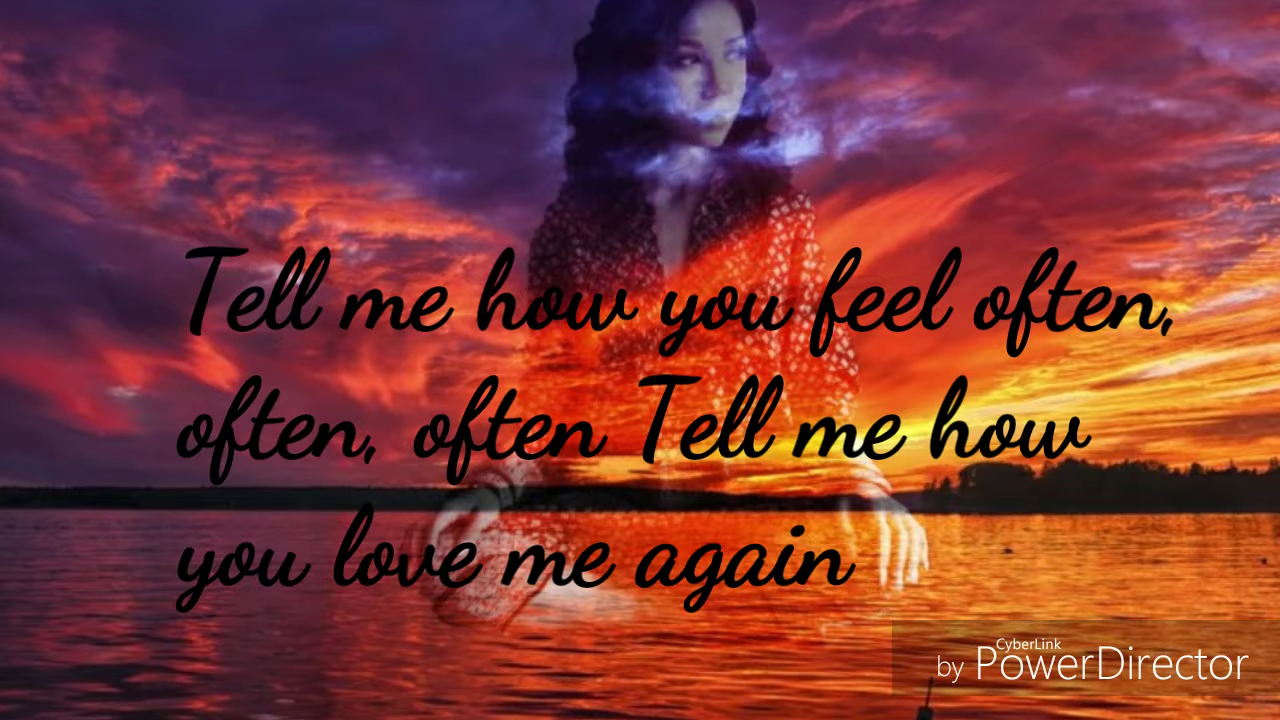 Tell me how you feel often,
often, often Tell me how
you love me again
CyberLink
by PowerDirector